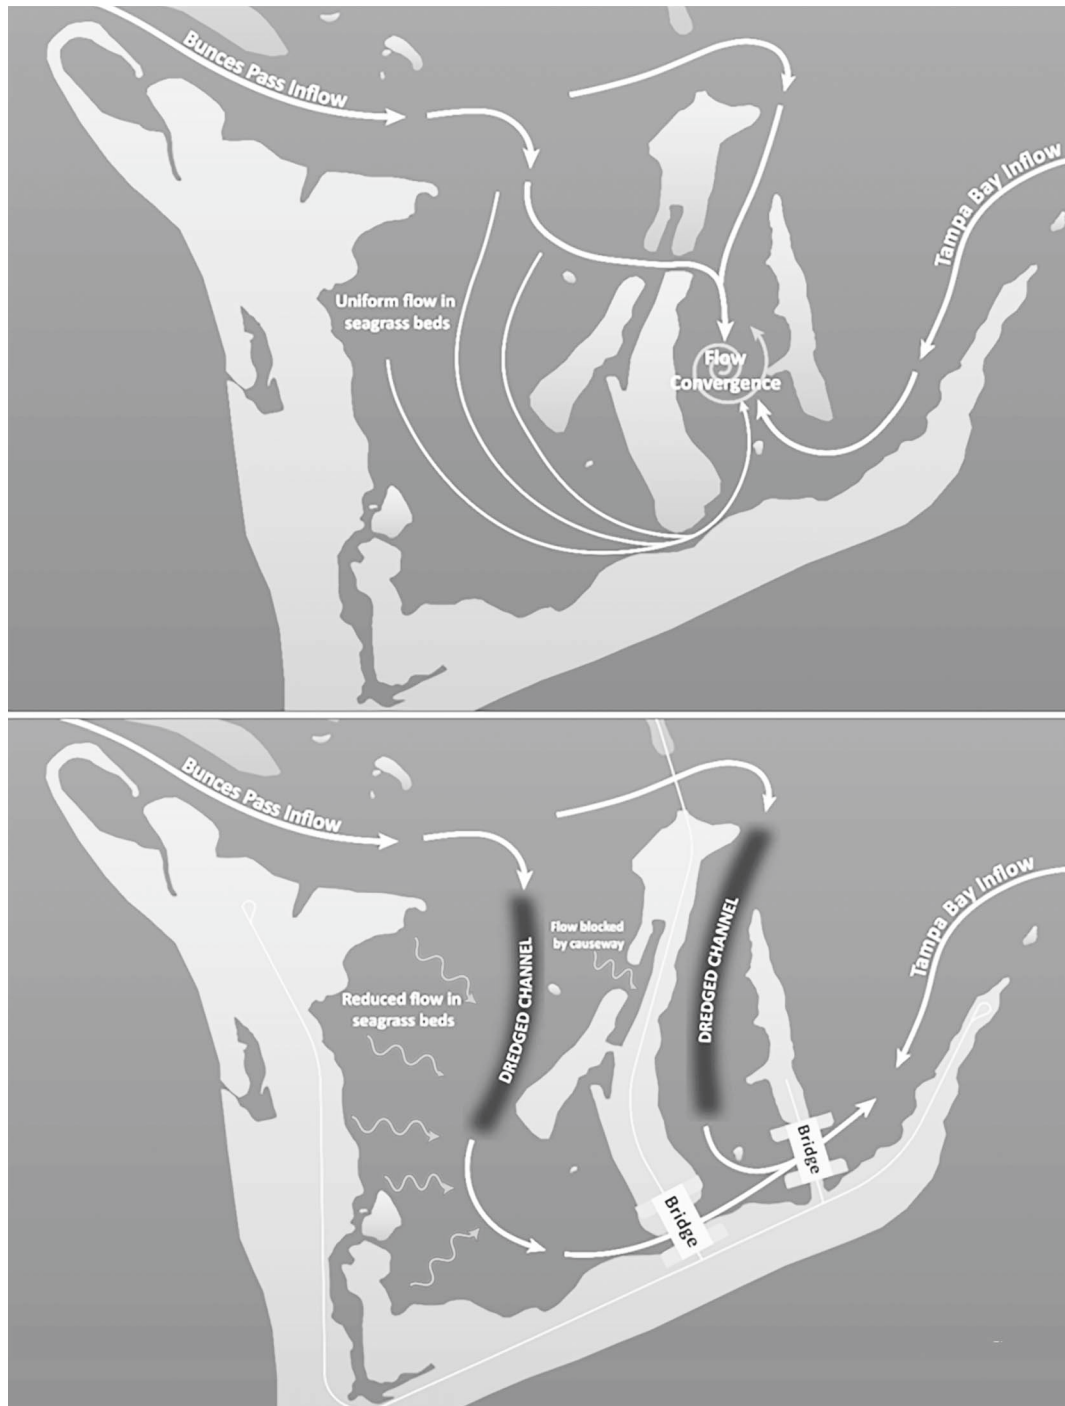 Bunces Pass Inflow
Tampa Bay Inflow
Uniform flow in
seagrass beds
Flow
Convergence
Bunces Pass Inflow
Tampa Bay Inflow
DREDGED CHANNEL
Flow blocked
by causeway
DREDGED CHANNEL
Reduced flow in
seagrass beds
Bridge
Bridge